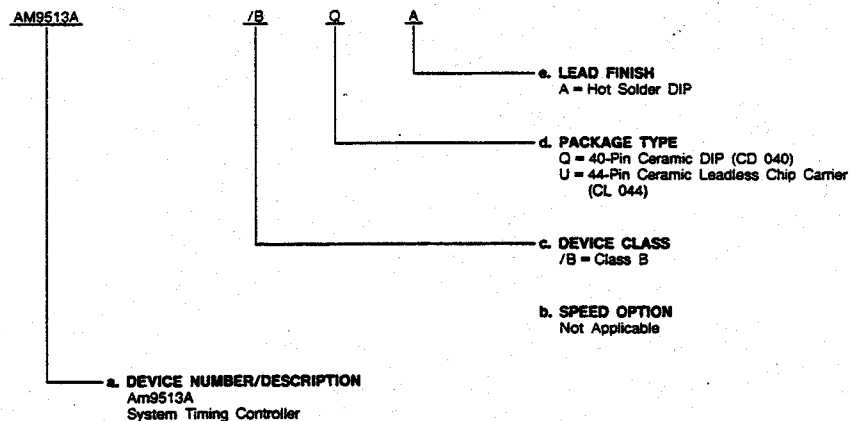 AM9513A /B Q A
e. LEAD FINISH
A = Hot Solder DIP
d. PACKAGE TYPE
Q = 40-Pin Ceramic DIP (CD 040)
U = 44-Pin Ceramic Leadless Chip Carrier
(CL 044)
c. DEVICE CLASS
/B = Class B
b. SPEED OPTION
Not Applicable
a. DEVICE NUMBER/DESCRIPTION
Am9513A
System Timing Controller